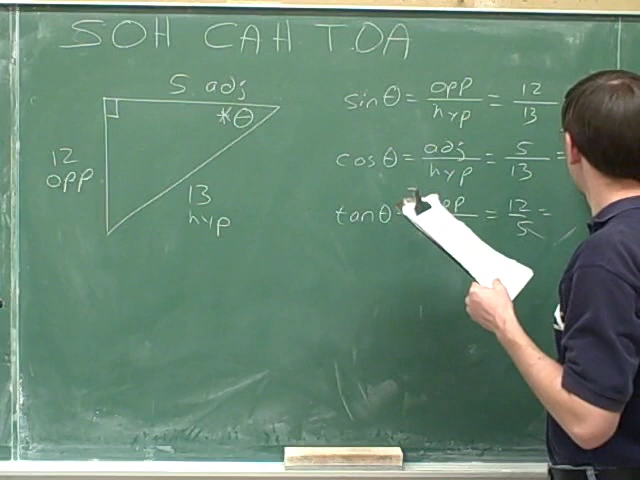 SOH CAH TOA
5 adj
*θ
12
opp
13
hyp
sinθ = opp/hyp = 12/13
cosθ = adj/hyp = 5/13 =
tanθ = = 12/5 =